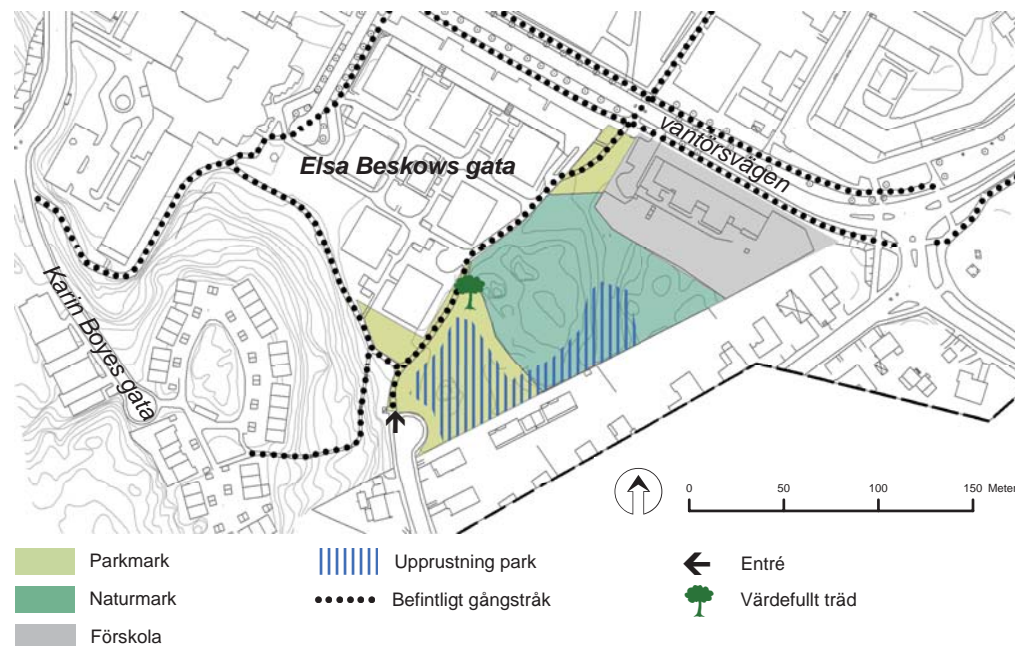 vantörsvägen
Elsa Beskows gata
Karin Boyes gata
0 50 100 150 Meter
Parkmark
Naturmark
Förskola
Upprustning park
Befintligt gångstråk
Entré
Värdefullt träd